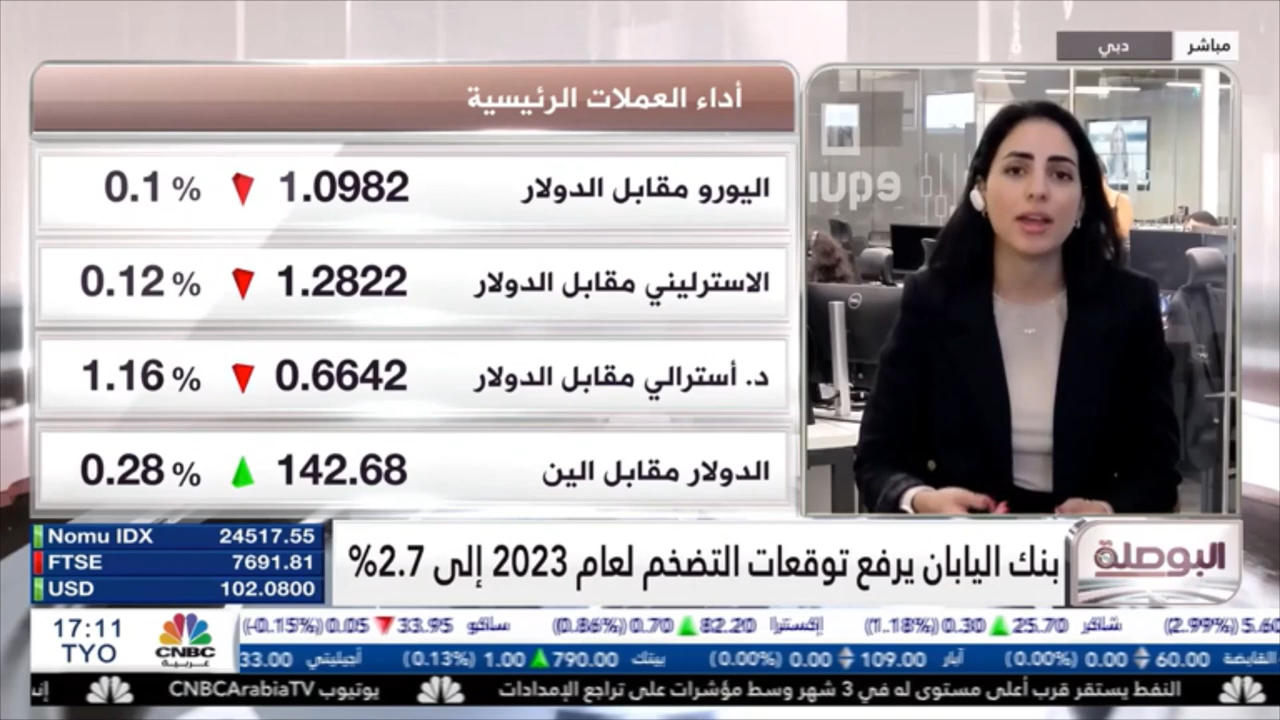 مباشر دبي
أداء العملات الرئيسية
اليورو مقابل الدولار 1.0982 0.1 %
الاسترليني مقابل الدولار 1.2822 0.12 %
د. أسترالي مقابل الدولار 0.6642 1.16 %
الدولار مقابل الين 142.68 0.28 %
البوصلة
بنك اليابان يرفع توقعات التضخم لعام 2023 إلى 2.7%
Nomu IDX 24517.55
FTSE 7691.81
USD 102.0800
17:11
TYO
CNBC
عربية
(2.99%) شاكر 25.70 0.30 (1.18%) إكسترا 82.20 0.70 (0.86%) ساكو 33.95 0.05 (-0.15%)
القابضة 60.00 0.00 (0.00%) آبار 109.00 0.00 (0.00%) بيتك 790.00 1.00 (0.13%) أجيليتي 33.00
النفط يستقر قرب أعلى مستوى له في 3 شهر وسط مؤشرات على تراجع الإمدادات
يوتيوب CNBCArabiaTV